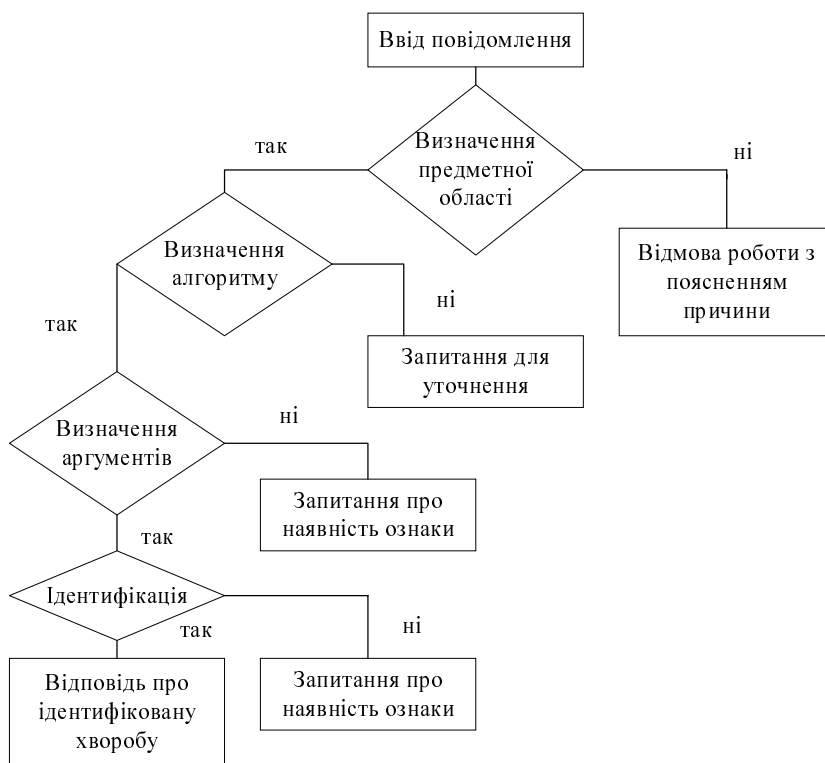 Ввід повідомлення
Визначення
предметної
області
так
ні
Визначення
алгоритму
Відмова роботи з
поясненням
причини
ні
так
Запитання для
уточнення
Визначення
аргументів
ні
Запитання про
наявність ознаки
так
Ідентифікація
так
ні
Відповідь про
ідентифіковану
хворобу
Запитання про
наявність ознаки